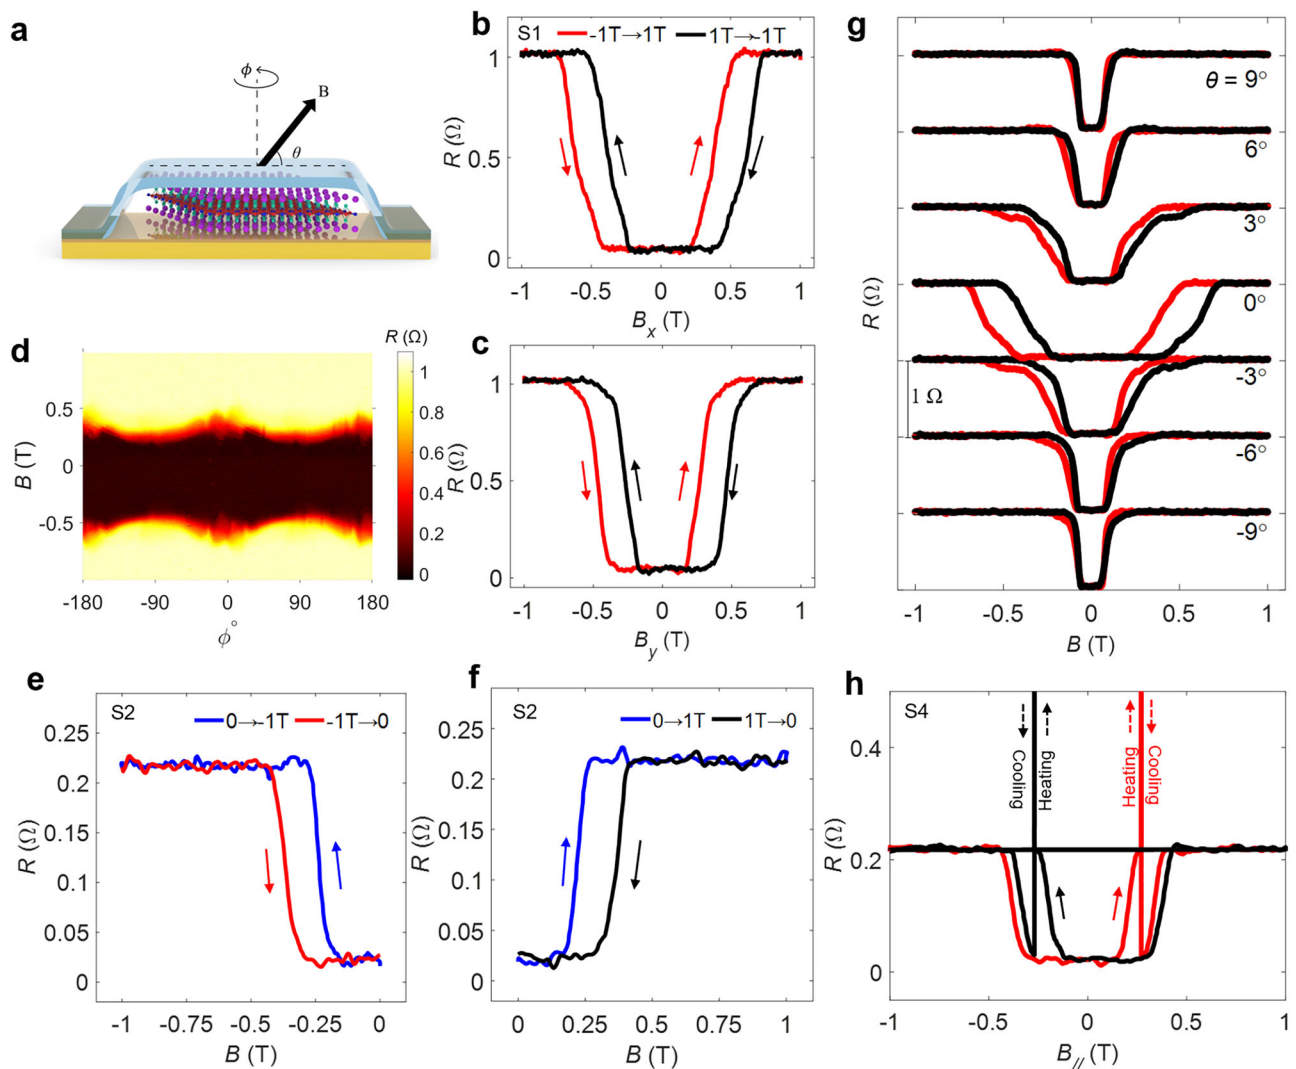 a
ϕ
B
θ
b
S1 -1T→1T 1T→-1T
R (Ω)
1
0.5
0
-1 -0.5 0 0.5 1
Bx (T)
c
R (Ω)
1
0.5
0
-1 -0.5 0 0.5 1
By (T)
d
R (Ω)
B (T)
0.5
0
-0.5
-180 -90 0 90 180
ϕ°
1
0.8
0.6
0.4
0.2
0
e
S2 0→-1T -1T→0
R (Ω)
0.25
0.2
0.15
0.1
0.05
0
-1 -0.75 -0.5 -0.25 0
B (T)
f
S2 0→1T 1T→0
R (Ω)
0.25
0.2
0.15
0.1
0.05
0
0 0.25 0.5 0.75 1
B (T)
g
θ = 9°
6°
3°
0°
-3°
-6°
-9°
1 Ω
R (Ω)
-1 -0.5 0 0.5 1
B (T)
h
S4
Cooling
Heating
Heating
Cooling
R (Ω)
0.4
0.2
0
-1 -0.5 0 0.5 1
B// (T)